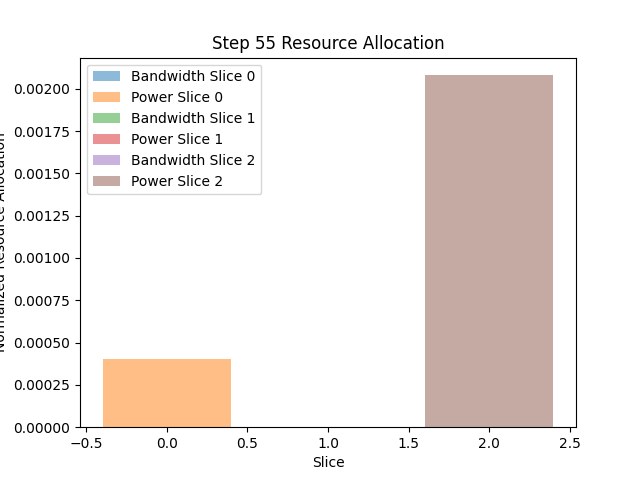 Step 55 Resource Allocation
Bandwidth Slice 0
Power Slice 0
Bandwidth Slice 1
Power Slice 1
Bandwidth Slice 2
Power Slice 2
Normalized Resource Allocation
0.00200
0.00175
0.00150
0.00125
0.00100
0.00075
0.00050
0.00025
0.00000
−0.5
0.0
0.5
1.0
1.5
2.0
2.5
Slice